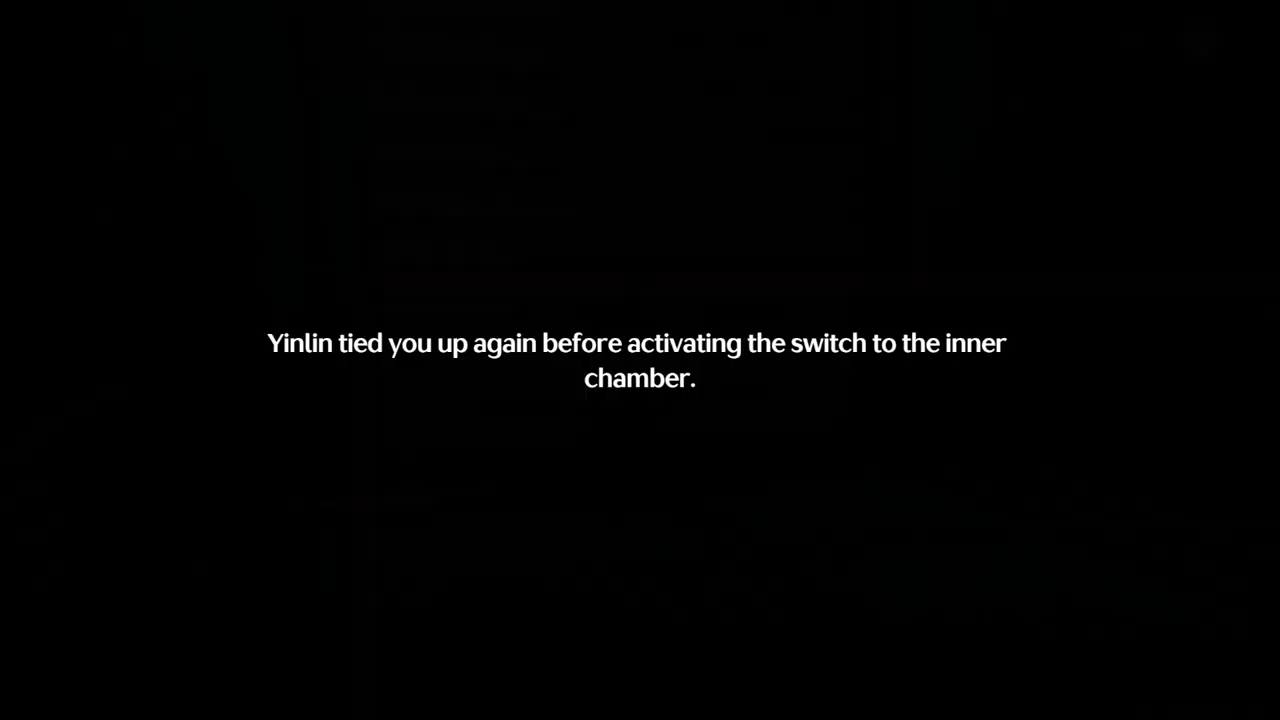 Yinlin tied you up again before activating the switch to the inner
chamber.